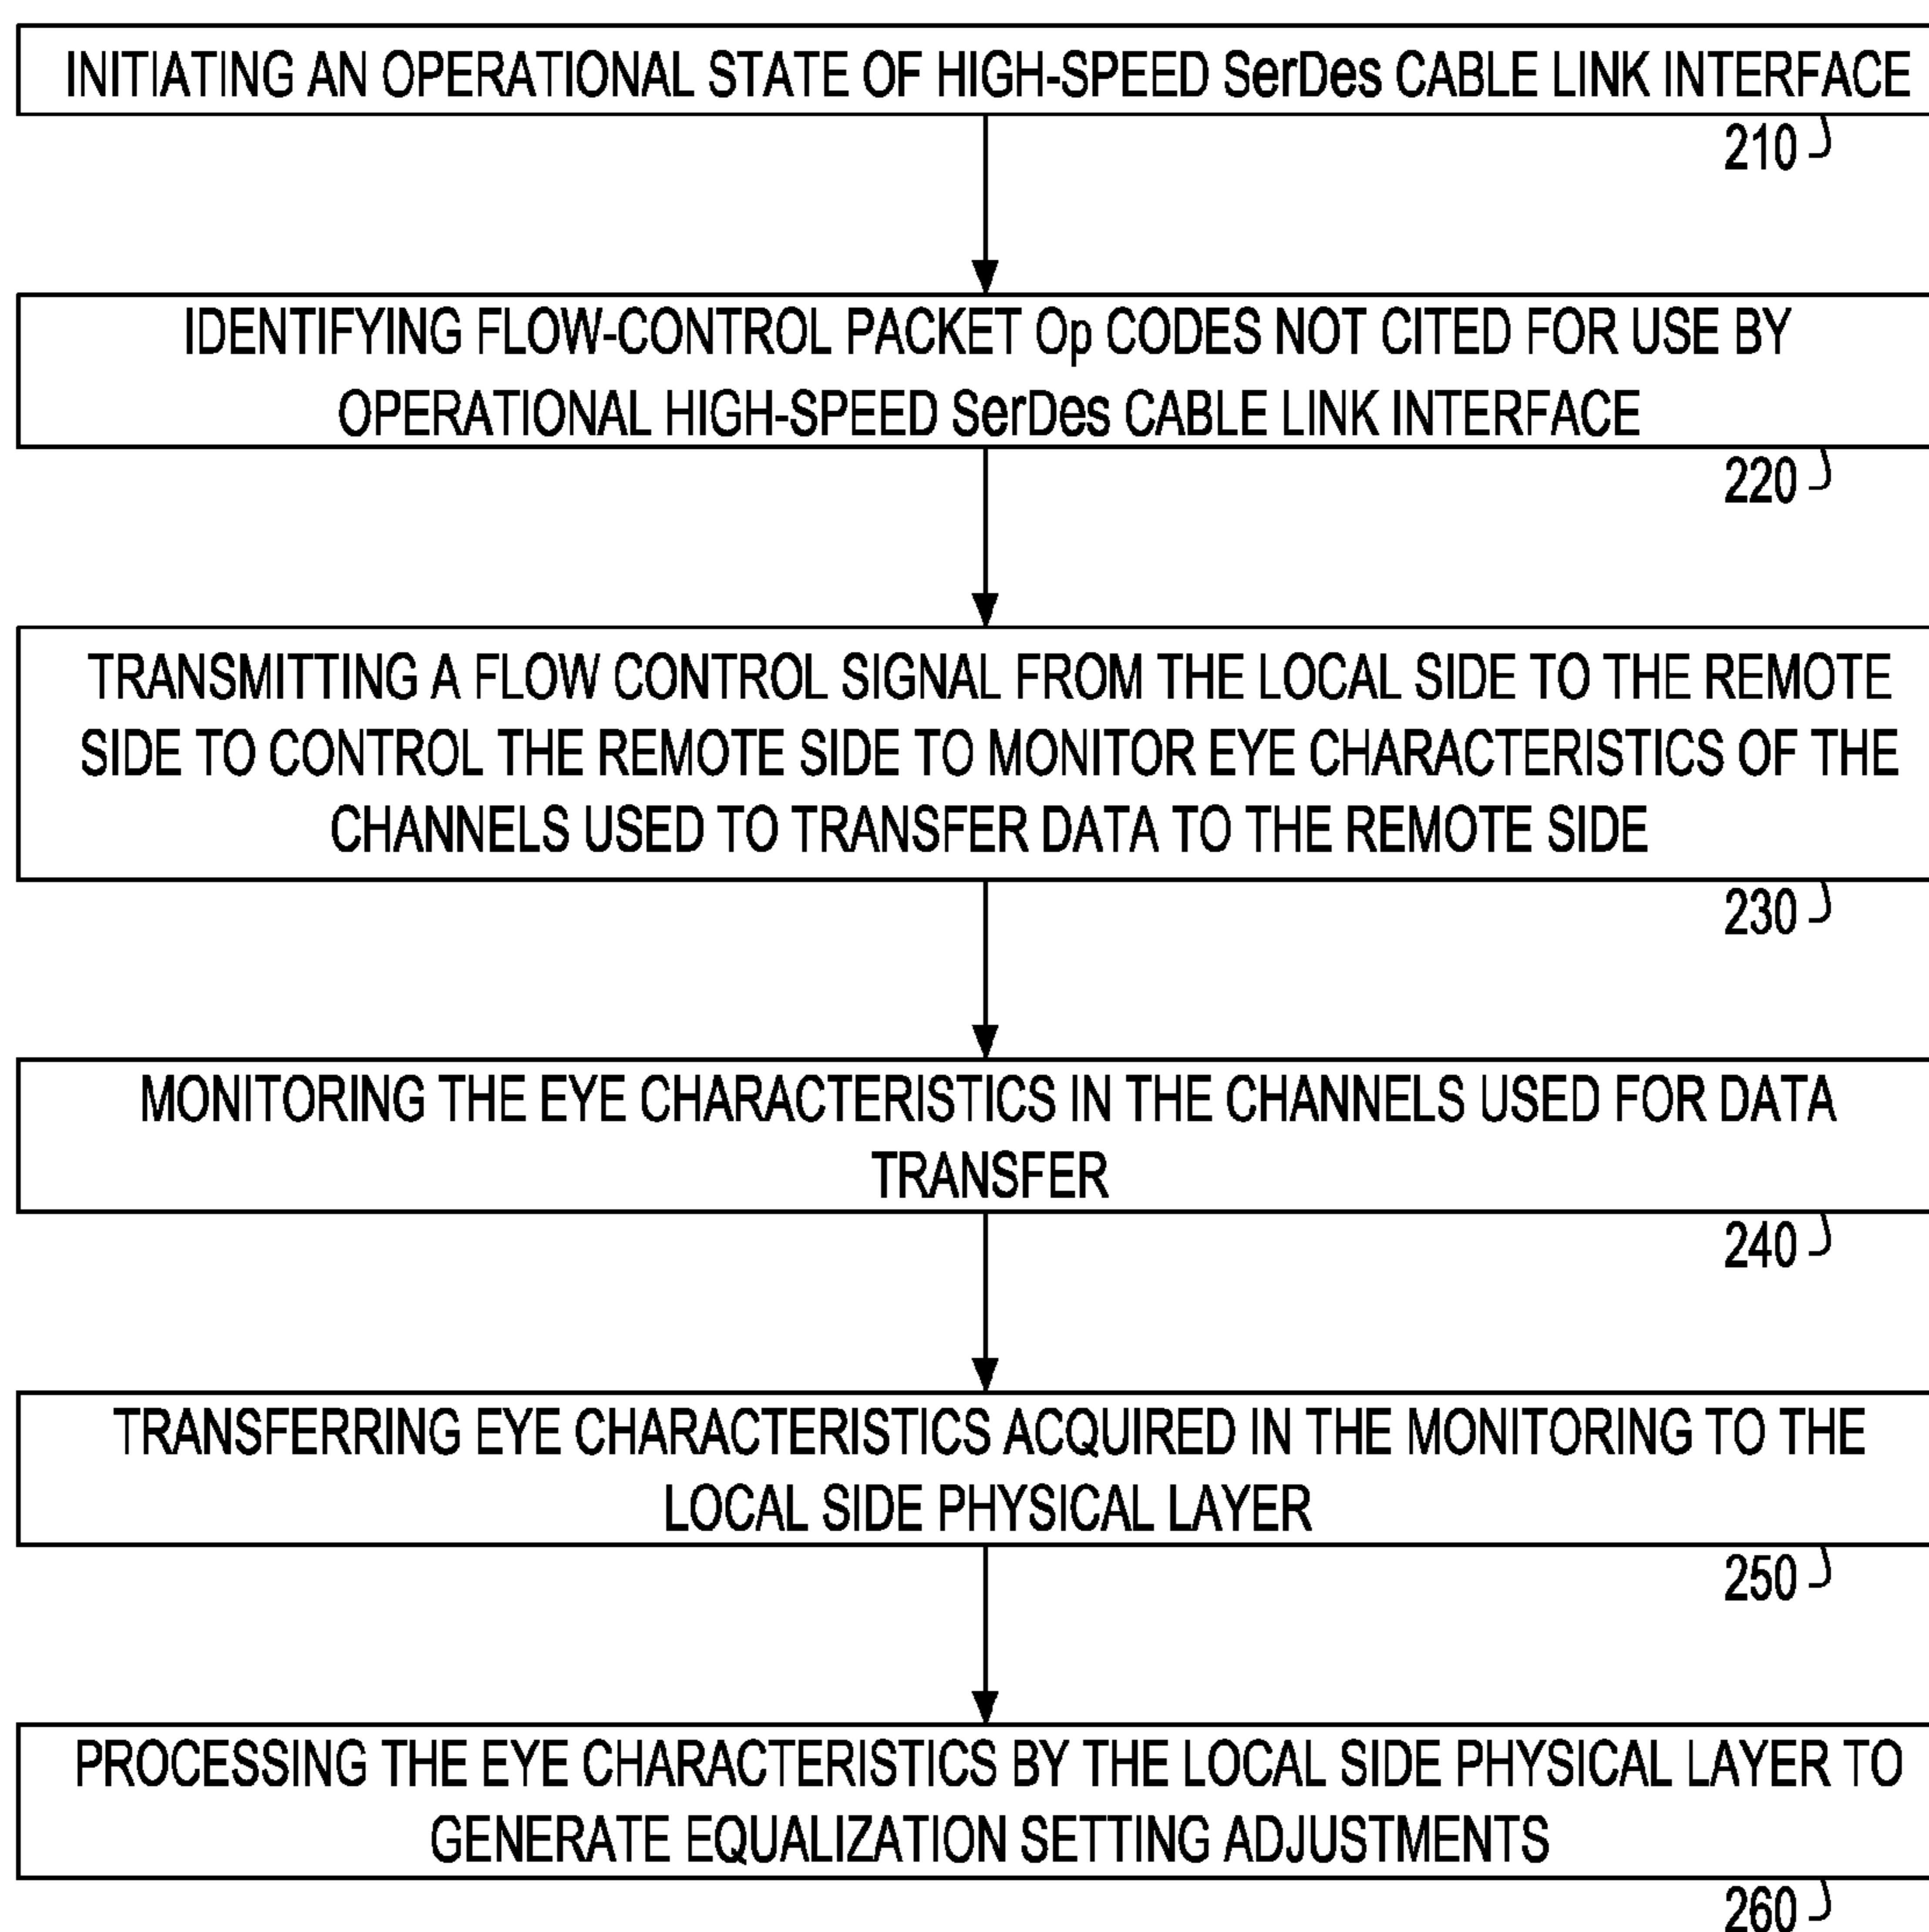 INITIATING AN OPERATIONAL STATE OF HIGH-SPEED SerDes CABLE LINK INTERFACE
210
IDENTIFYING FLOW-CONTROL PACKET Op CODES NOT CITED FOR USE BY
OPERATIONAL HIGH-SPEED SerDes CABLE LINK INTERFACE
220
TRANSMITTING A FLOW CONTROL SIGNAL FROM THE LOCAL SIDE TO THE REMOTE
SIDE TO CONTROL THE REMOTE SIDE TO MONITOR EYE CHARACTERISTICS OF THE
CHANNELS USED TO TRANSFER DATA TO THE REMOTE SIDE
230
MONITORING THE EYE CHARACTERISTICS IN THE CHANNELS USED FOR DATA
TRANSFER
240
TRANSFERRING EYE CHARACTERISTICS ACQUIRED IN THE MONITORING TO THE
LOCAL SIDE PHYSICAL LAYER
250
PROCESSING THE EYE CHARACTERISTICS BY THE LOCAL SIDE PHYSICAL LAYER TO
GENERATE EQUALIZATION SETTING ADJUSTMENTS
260